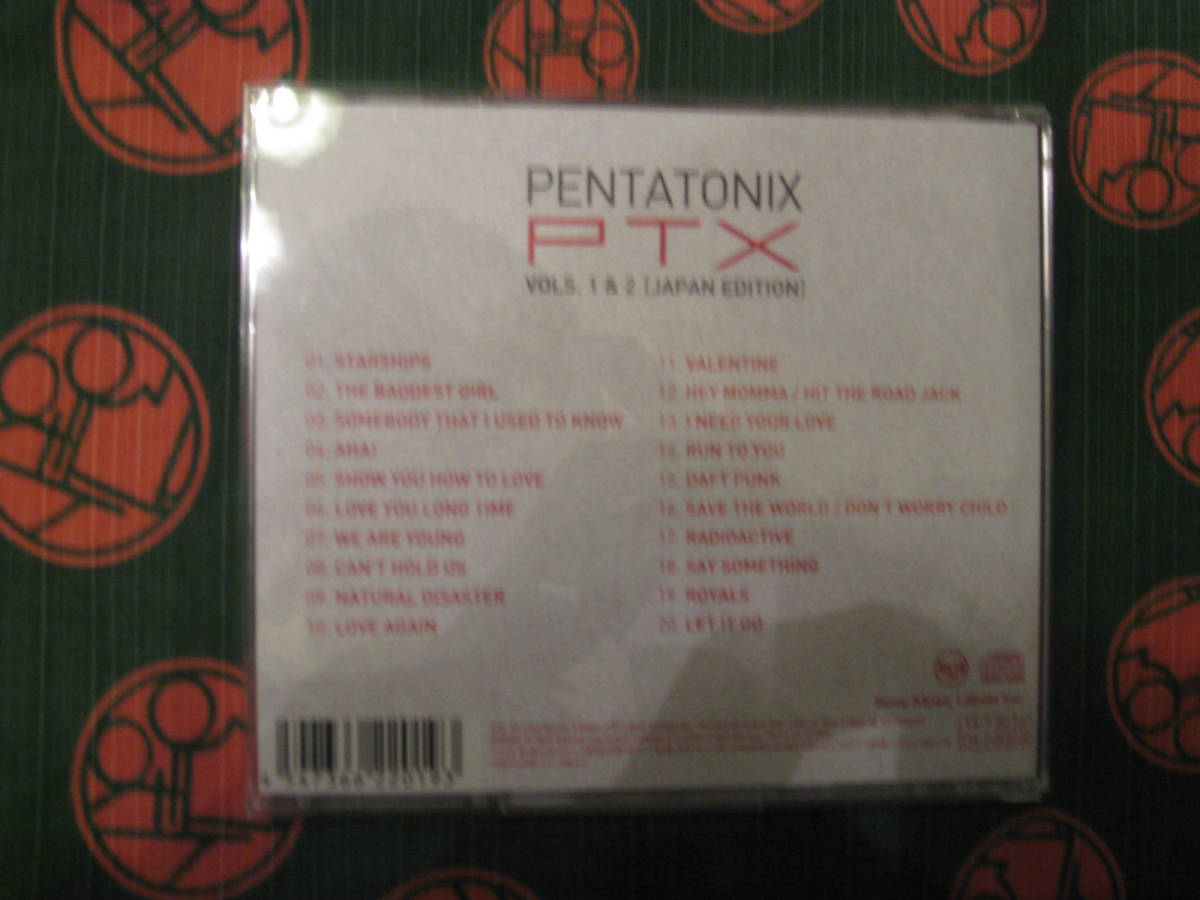 PENTATONIX
PTX
VOLS. 1 & 2 [JAPAN EDITION]
01. STARSHIPS
02. THE BADDEST GIRL
03. SOMEBODY THAT I USED TO KNOW
04. AHA!
05. SHOW YOU HOW TO LOVE
06. LOVE YOU LONG TIME
07. WE ARE YOUNG
08. CAN'T HOLD US
09. NATURAL DISASTER
10. LOVE AGAIN
11. VALENTINE
12. HEY MOMMA / HIT THE ROAD JACK
13. I NEED YOUR LOVE
14. RUN TO YOU
15. DAFT PUNK
16. SAVE THE WORLD / DON'T WORRY CHILD
17. RADIOACTIVE
18. SAY SOMETHING
19. ROYALS
20. LET IT GO
Sony Music Labels Inc.